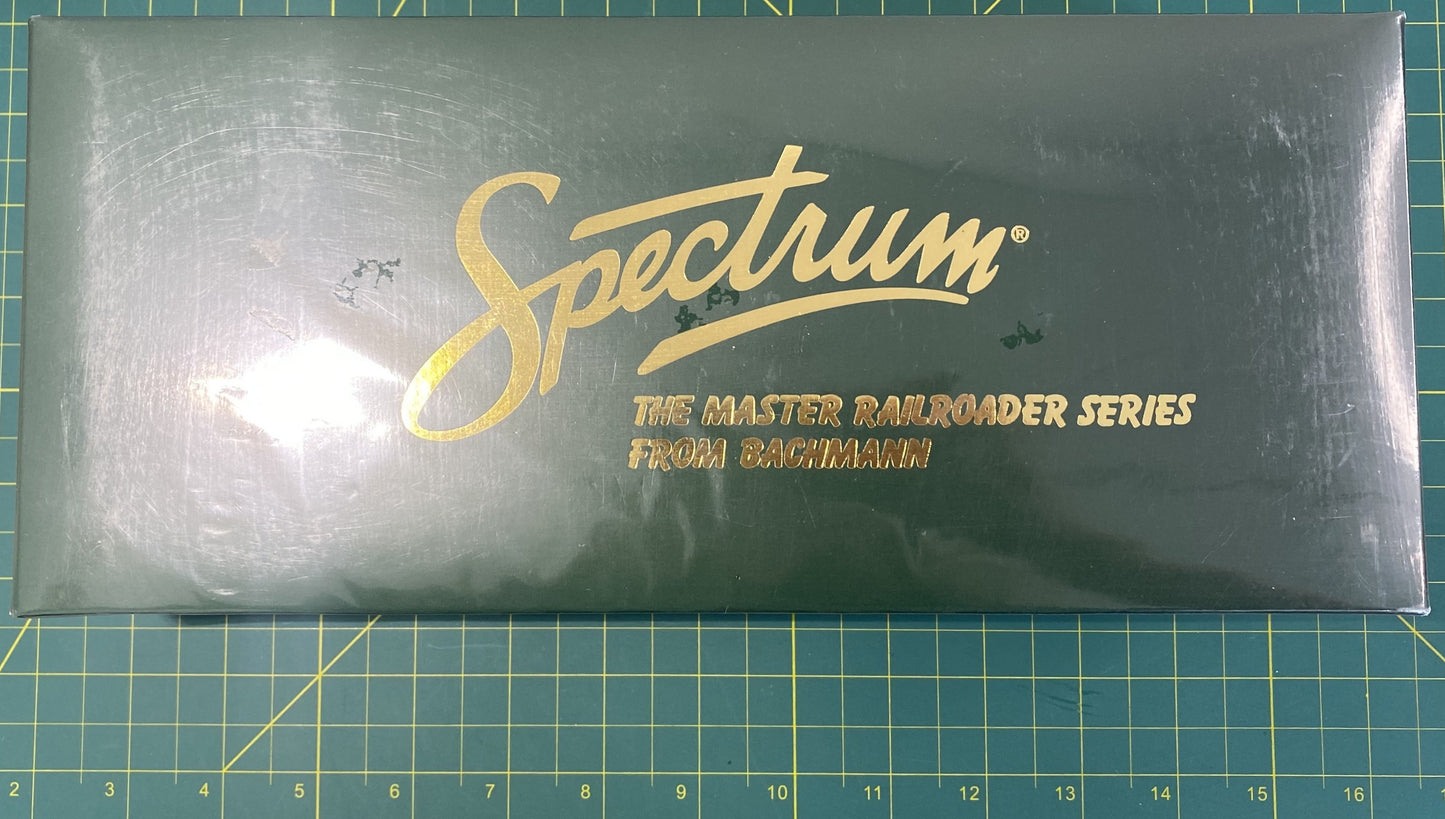 Spectrum®
THE MASTER RAILROADER SERIES
FROM BACHMANN
2 3 4 5 6 7 8 9 10 11 12 13 14 15 16